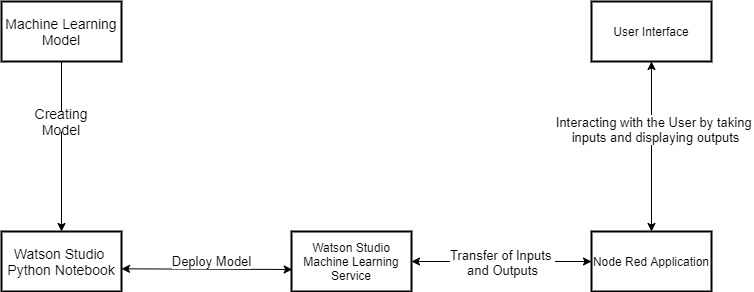 Machine Learning
Model
User Interface
Creating
Model
Interacting with the User by taking
inputs and displaying outputs
Watson Studio
Python Notebook
Deploy Model
Watson Studio
Machine Learning
Service
Transfer of Inputs
and Outputs
Node Red Application